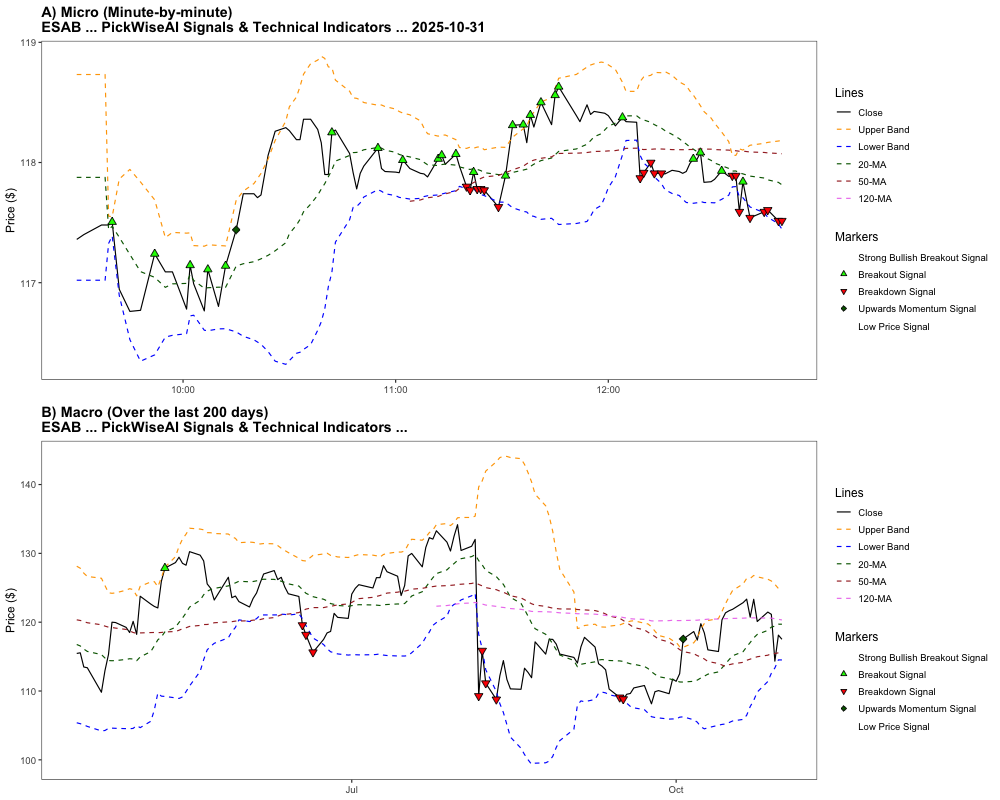 A) Micro (Minute-by-minute)
ESAB ... PickWiseAI Signals & Technical Indicators ... 2025-10-31
Price ($)
119
118
117
10:00
11:00
12:00
Lines
Close
Upper Band
Lower Band
20-MA
50-MA
120-MA
Markers
Strong Bullish Breakout Signal
Breakout Signal
Breakdown Signal
Upwards Momentum Signal
Low Price Signal
B) Macro (Over the last 200 days)
ESAB ... PickWiseAI Signals & Technical Indicators ...
Price ($)
140
130
120
110
100
Jul
Oct
Lines
Close
Upper Band
Lower Band
20-MA
50-MA
120-MA
Markers
Strong Bullish Breakout Signal
Breakout Signal
Breakdown Signal
Upwards Momentum Signal
Low Price Signal